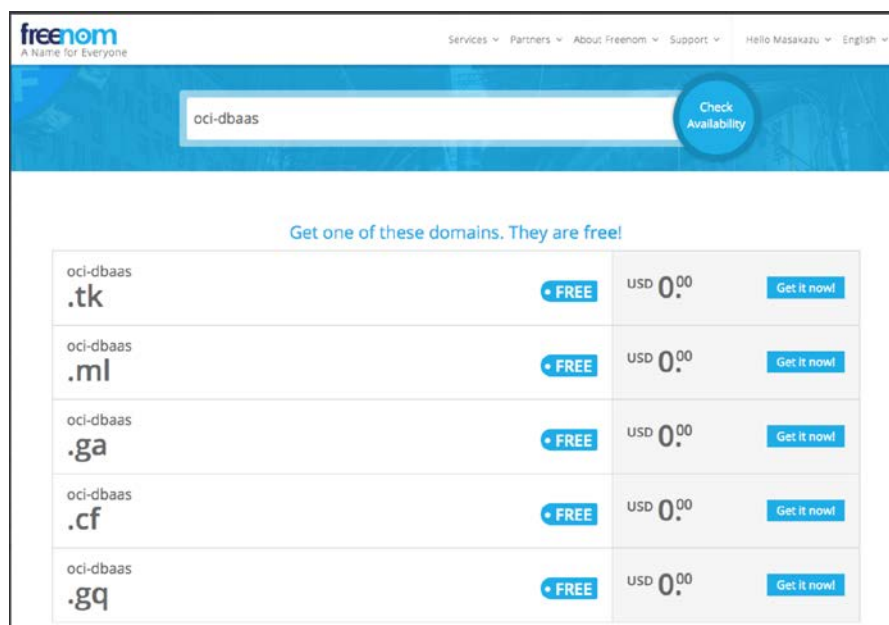 freenom
A Name for Everyone
Services Partners About Freenom Support Hello Masakazu English
F
oci-dbaas
Check
Availability
Get one of these domains. They are free!
oci-dbaas
.tk
FREE
USD 0.00
Get it now!
oci-dbaas
.ml
FREE
USD 0.00
Get it now!
oci-dbaas
.ga
FREE
USD 0.00
Get it now!
oci-dbaas
.cf
FREE
USD 0.00
Get it now!
oci-dbaas
.gq
FREE
USD 0.00
Get it now!